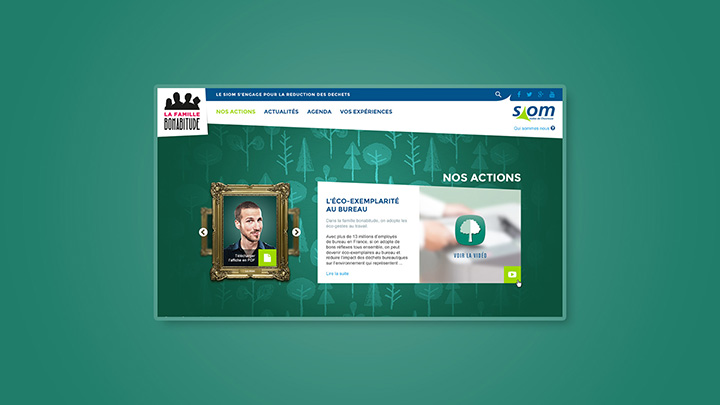 LE SIOM S'ENGAGE POUR LA RÉDUCTION DES DÉCHETS
LA FAMILLE
BONABITUDE
NOS ACTIONS
ACTUALITÉS
AGENDA
VOS EXPÉRIENCES
SIOM
Qui sommes nous ?
NOS ACTIONS
L'ÉCO-EXEMPLARITÉ
AU BUREAU
Dans la famille bonabitude, on adopte les
éco-gestes au travail
Avec plus de 13 millions d'employés
de bureau en France, si on adopte de
bons réflexes tous ensemble, on peut
devenir éco-exemplaires au bureau et
réduire l'impact des déchets bureautiques
sur l'environnement qui représentent ...
Lire la suite
Télécharger
l'affiche en PDF
VOIR LA VIDÉO